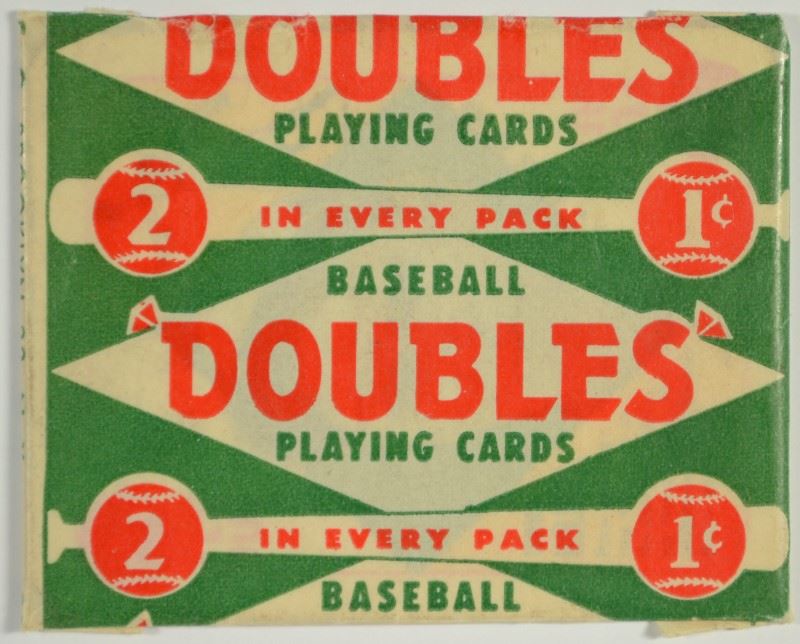 DOUBLES
PLAYING CARDS
2 IN EVERY PACK 1¢
BASEBALL
"DOUBLES"
PLAYING CARDS
2 IN EVERY PACK 1¢
BASEBALL